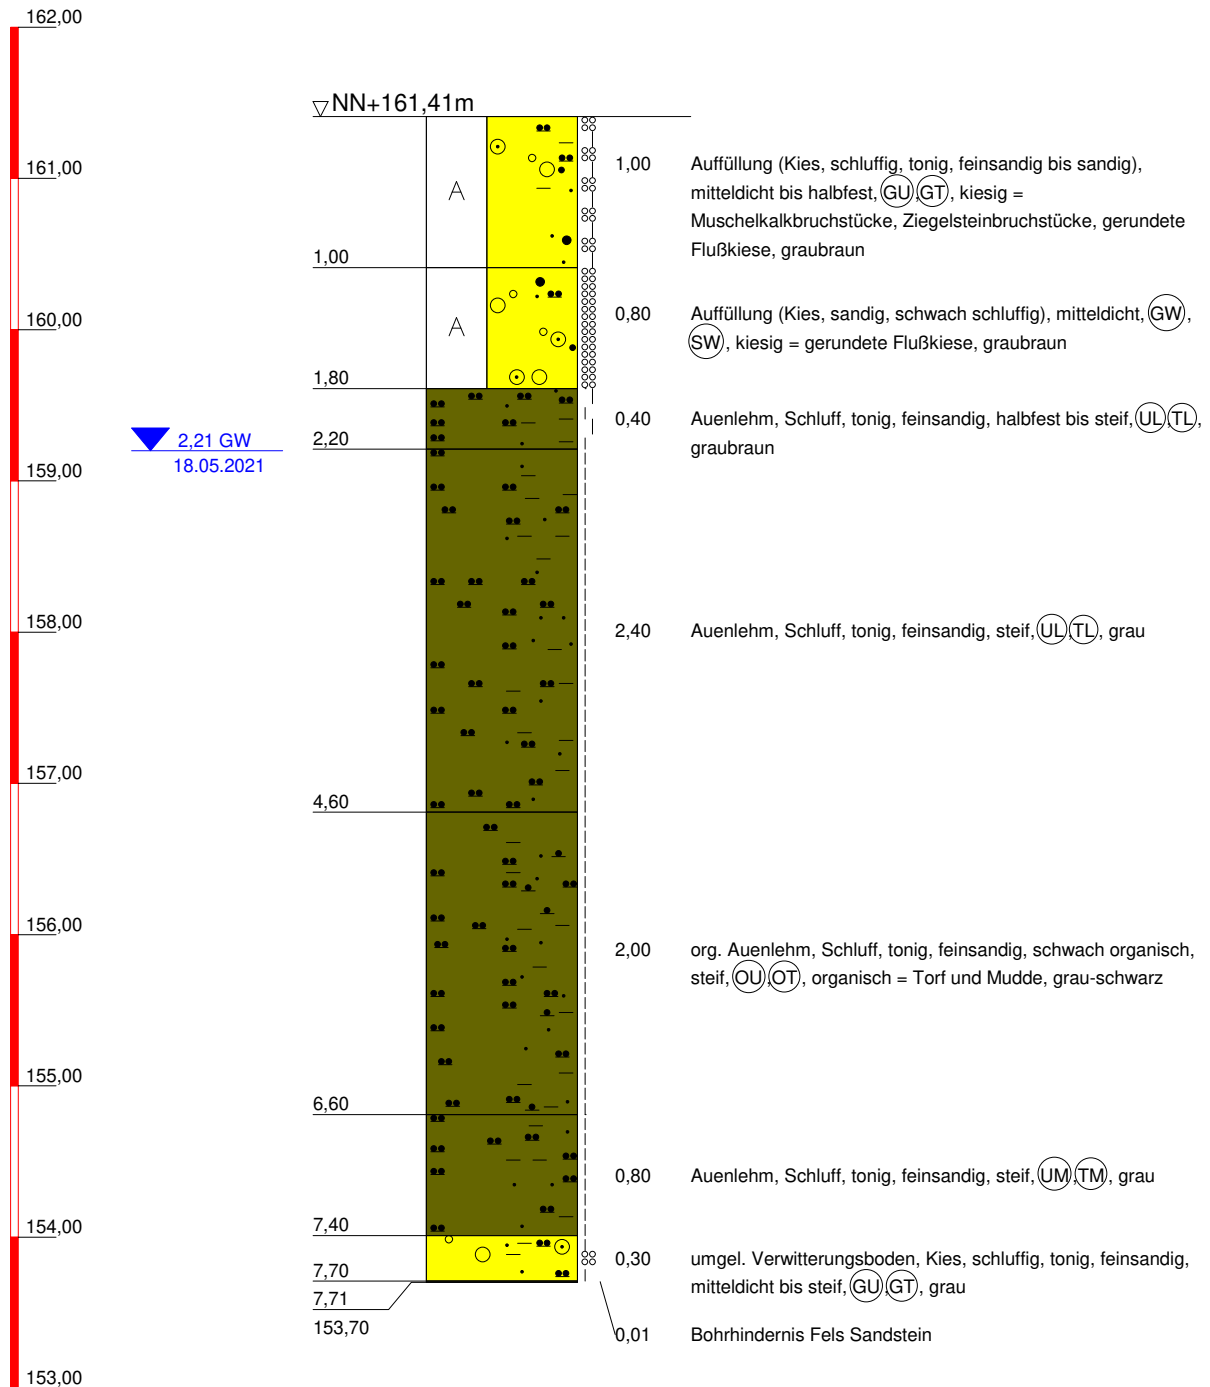 162,00
NN+161,41m
161,00
A
1,00
1,00 Auffüllung (Kies, schluffig, tonig, feinsandig bis sandig),
mitteldicht bis halbfest, GU, GT, kiesig =
Muschelkalkbruchstücke, Ziegelsteinbruchstücke, gerundete
Flußkiese, graubraun
160,00
A
1,80
0,80 Auffüllung (Kies, sandig, schwach schluffig), mitteldicht, GW,
SW, kiesig = gerundete Flußkiese, graubraun
2,20
0,40 Auenlehm, Schluff, tonig, feinsandig, halbfest bis steif, UL, TL,
graubraun
2,21 GW
18.05.2021
159,00
158,00
2,40 Auenlehm, Schluff, tonig, feinsandig, steif, UL, TL, grau
157,00
4,60
156,00
2,00 org. Auenlehm, Schluff, tonig, feinsandig, schwach organisch,
steif, OU, OT, organisch = Torf und Mudde, grau-schwarz
155,00
6,60
0,80 Auenlehm, Schluff, tonig, feinsandig, steif, UM, TM, grau
154,00
7,40
0,30 umgel. Verwitterungsboden, Kies, schluffig, tonig, feinsandig,
mitteldicht bis steif, GU, GT, grau
7,70
7,71
153,70
0,01 Bohrhindernis Fels Sandstein
153,00